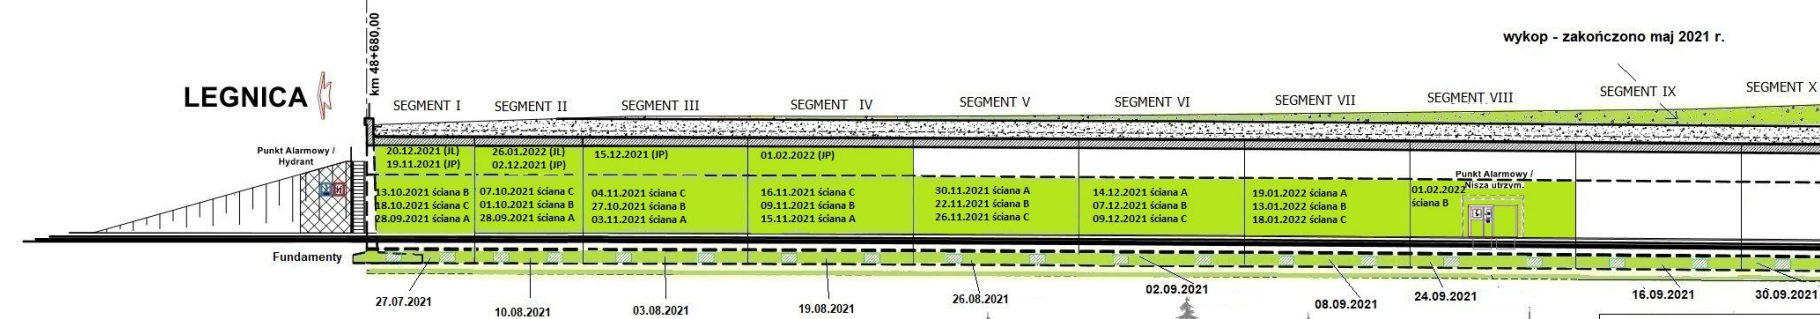 wykop - zakończono maj 2021 r.
km 48+680,00
LEGNICA
SEGMENT I
SEGMENT II
SEGMENT III
SEGMENT IV
SEGMENT V
SEGMENT VI
SEGMENT VII
SEGMENT VIII
SEGMENT IX
SEGMENT X
Punkt Alarmowy /
Hydrant
20.12.2021 (JL)
19.11.2021 (JP)
26.01.2022 (JL)
02.12.2021 (JP)
15.12.2021 (JP)
01.02.2022 (JP)
13.10.2021 ściana B
18.10.2021 ściana C
28.09.2021 ściana A
07.10.2021 ściana C
01.10.2021 ściana B
28.09.2021 ściana A
04.11.2021 ściana C
27.10.2021 ściana B
03.11.2021 ściana A
16.11.2021 ściana C
09.11.2021 ściana B
15.11.2021 ściana A
30.11.2021 ściana A
22.11.2021 ściana B
26.11.2021 ściana C
14.12.2021 ściana A
07.12.2021 ściana B
09.12.2021 ściana C
19.01.2022 ściana A
13.01.2022 ściana B
18.01.2022 ściana C
01.02.2022
ściana B
Punkt Alarmowy /
Nisza utrzym.
Fundamenty
27.07.2021
10.08.2021
03.08.2021
19.08.2021
26.08.2021
02.09.2021
08.09.2021
24.09.2021
16.09.2021
30.09.2021